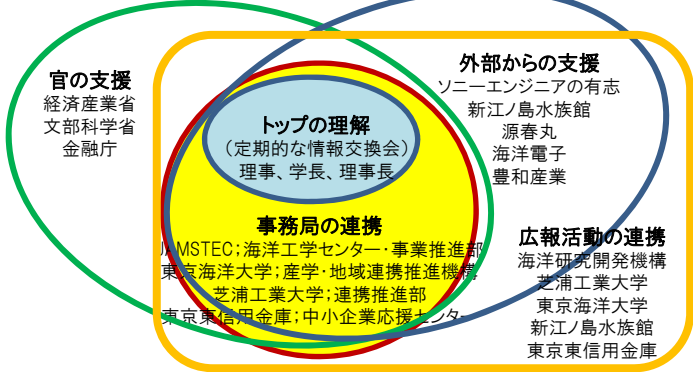 官の支援
経済産業省
文部科学省
金融庁
外部からの支援
ソニーエンジニアの有志
新江ノ島水族館
源春丸
海洋電子
豊和産業
トップの理解
（定期的な情報交換会）
理事、学長、理事長
事務局の連携
JAMSTEC；海洋工学センター・事業推進部
東京海洋大学；産学・地域連携推進機構
芝浦工業大学；連携推進部
東京東信用金庫；中小企業応援センター
広報活動の連携
海洋研究開発機構
芝浦工業大学
東京海洋大学
新江ノ島水族館
東京東信用金庫